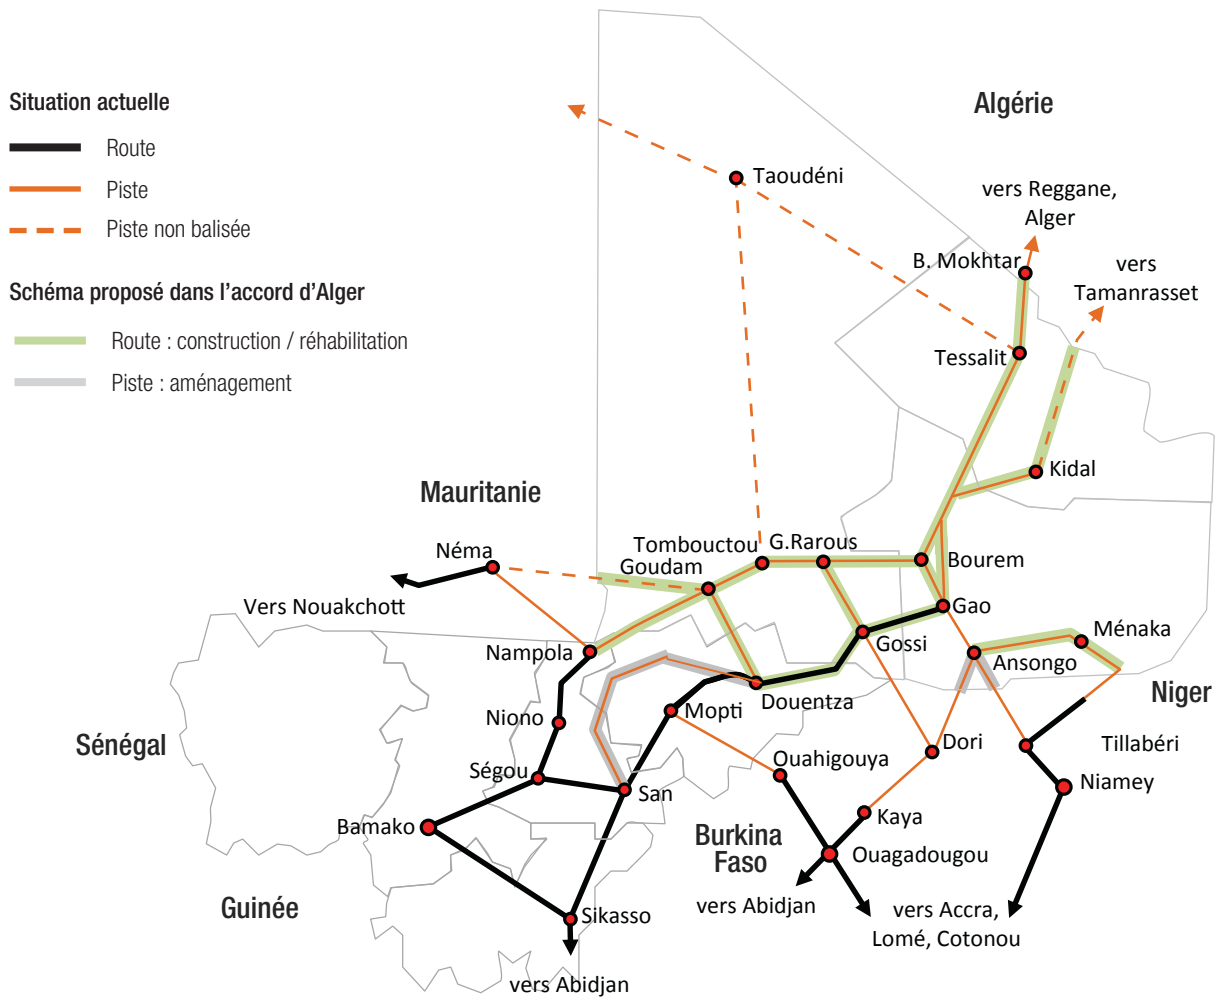 Situation actuelle
Route
Piste
Piste non balisée
Schéma proposé dans l'accord d'Alger
Route : construction / réhabilitation
Piste : aménagement
Algérie
Taoudéni
vers Reggane,
Alger
B. Mokhtar
vers
Tamanrasset
Tessalit
Kidal
Mauritanie
Néma
Tombouctou
G.Rarous
Goudam
Bourem
Vers Nouakchott
Gao
Nampola
Gossi
Ménaka
Ansongo
Niger
Niono
Mopti
Douentza
Sénégal
Ségou
San
Ouahigouya
Dori
Tillabéri
Niamey
Bamako
Burkina
Faso
Kaya
Ouagadougou
Guinée
Sikasso
vers Abidjan
vers Accra,
Lomé, Cotonou
vers Abidjan